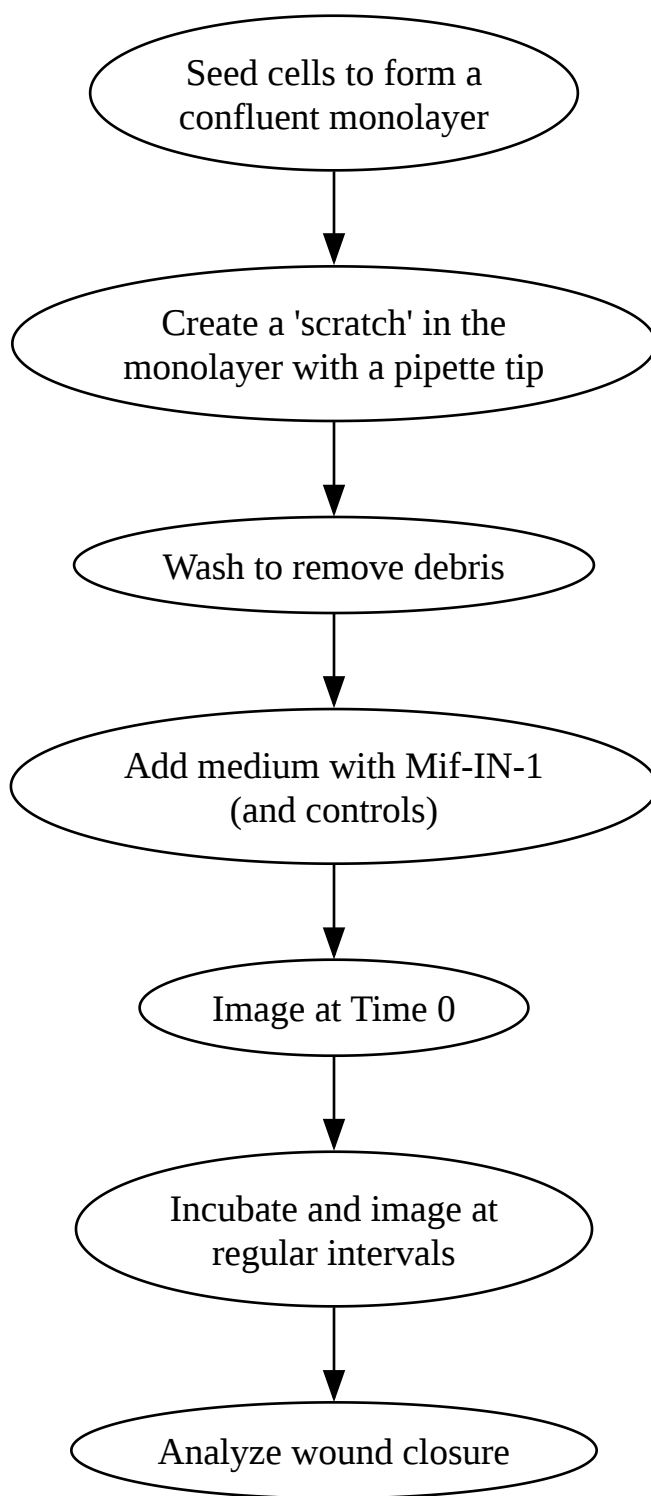 Seed cells to form a
confluent monolayer
Create a 'scratch' in the
monolayer with a pipette tip
Wash to remove debris
Add medium with Mif-IN-1
(and controls)
Image at Time 0
Incubate and image at
regular intervals
Analyze wound closure